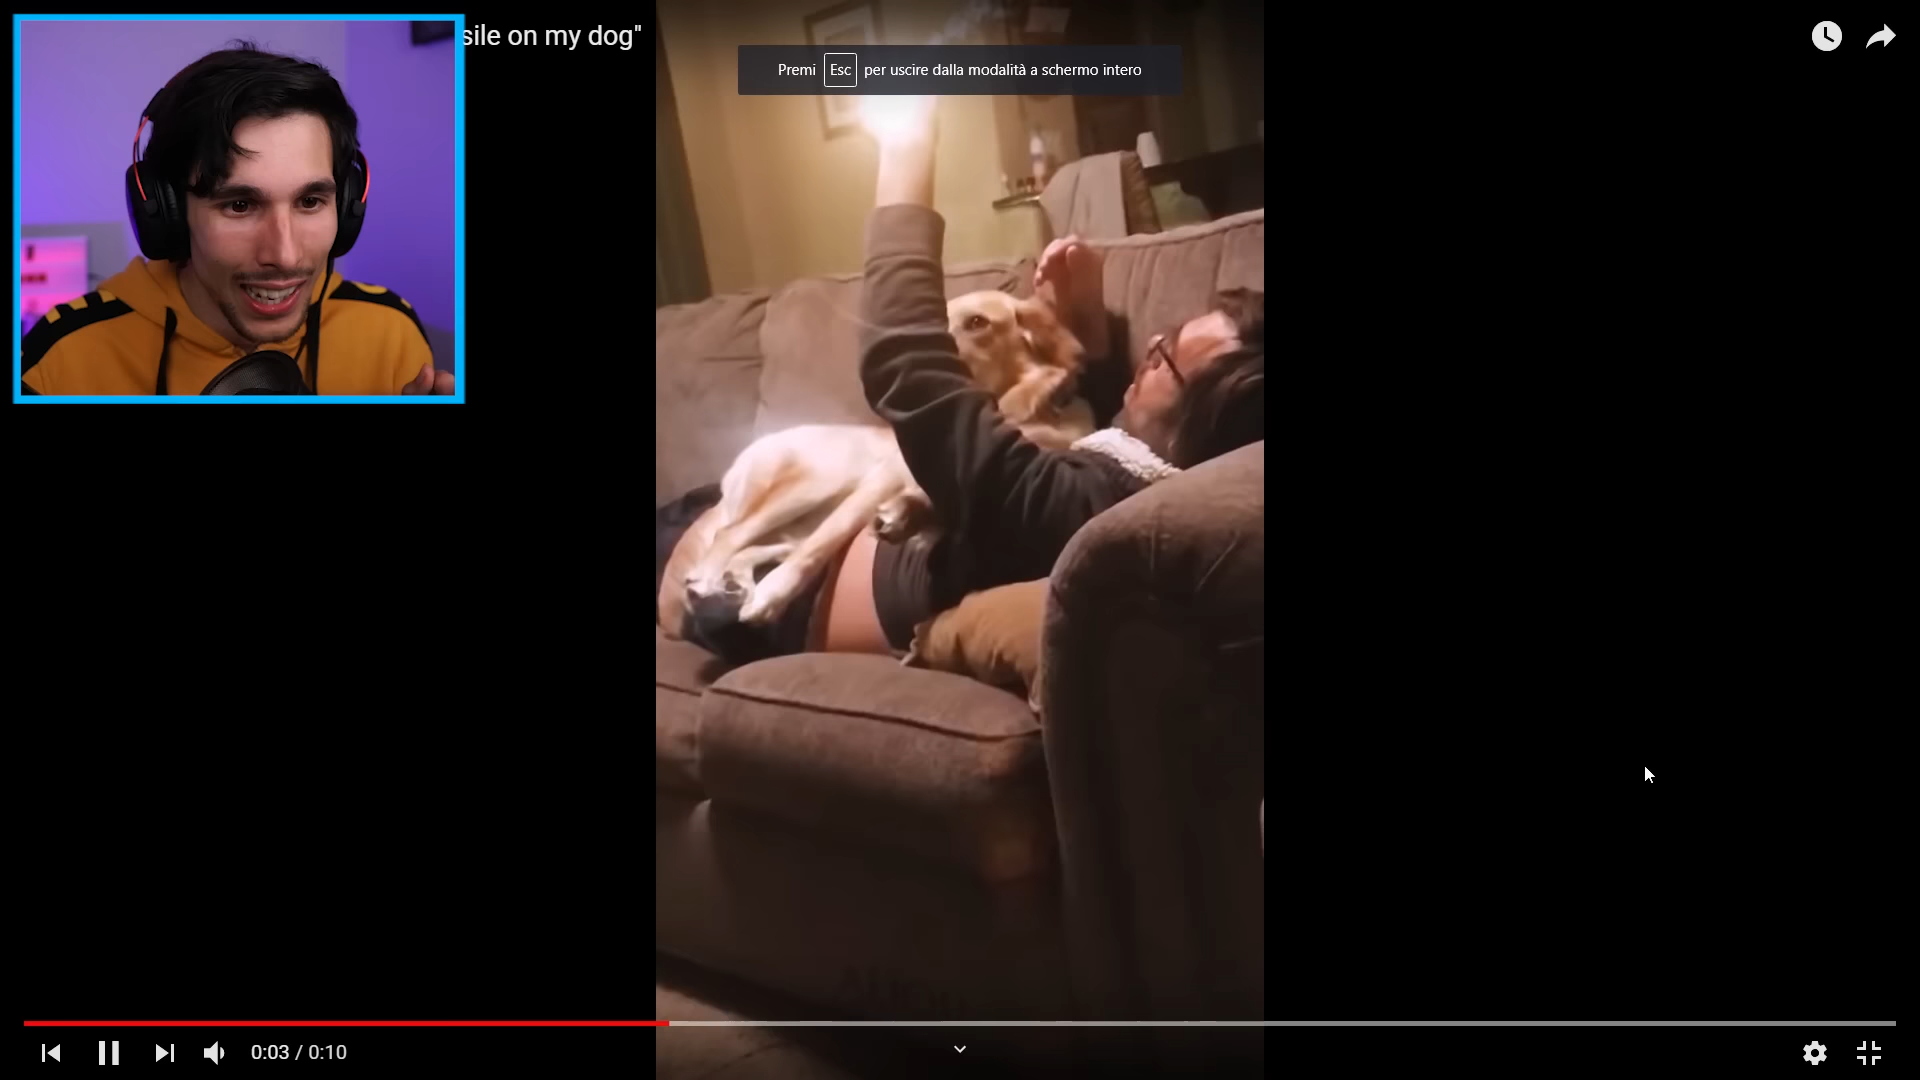 sile on my dog"
Premi Esc per uscire dalla modalità a schermo intero
0:03 / 0:10